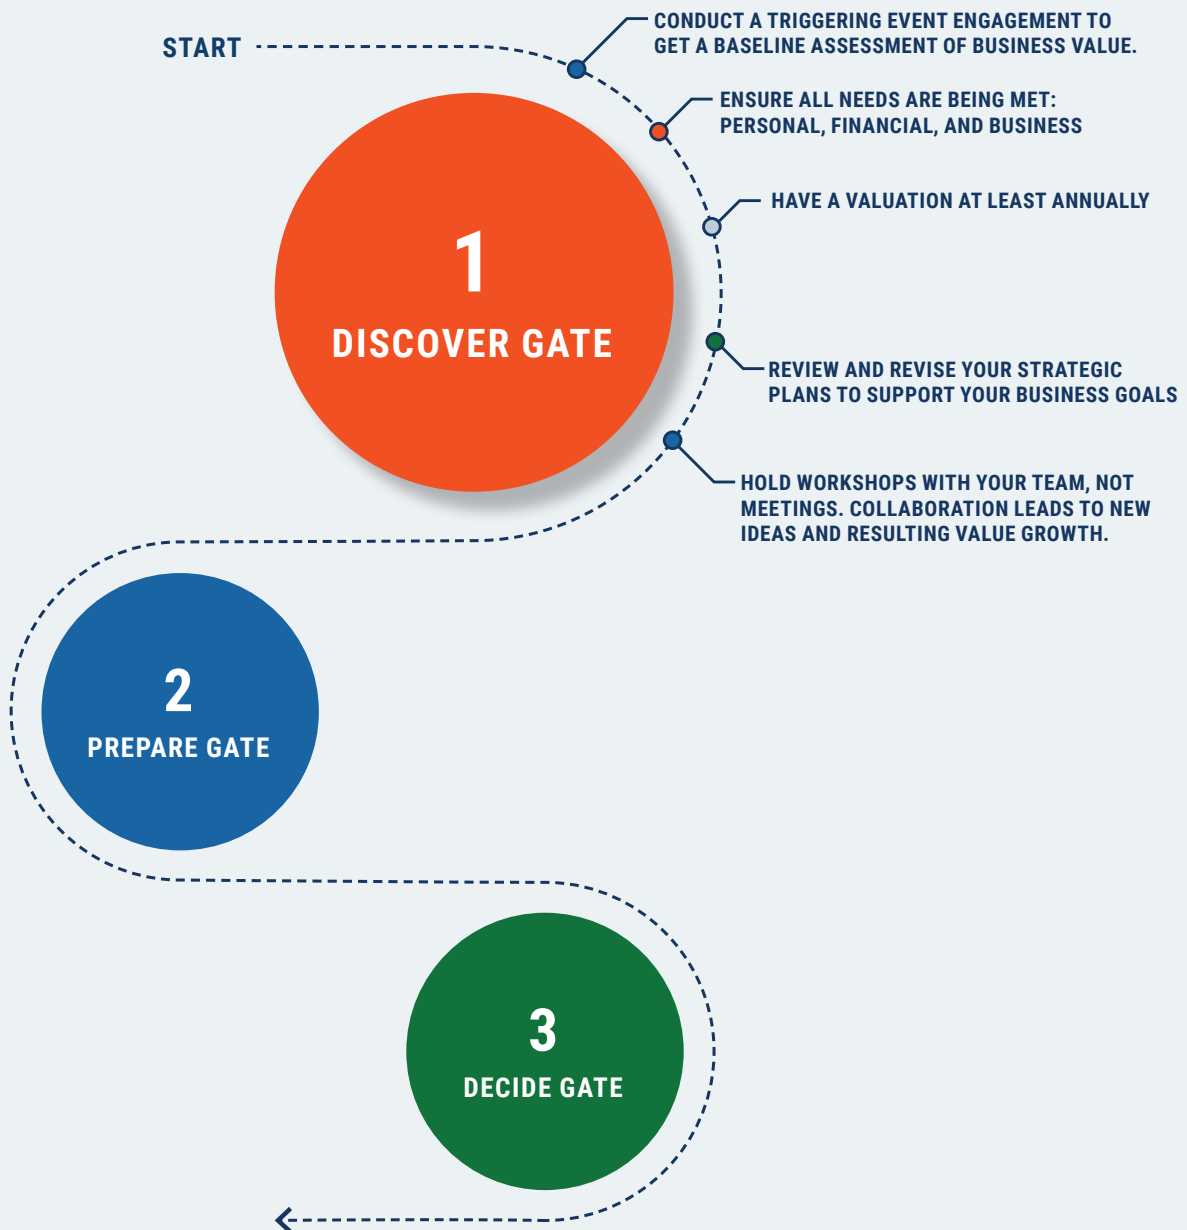 START
CONDUCT A TRIGGERING EVENT ENGAGEMENT TO
GET A BASELINE ASSESSMENT OF BUSINESS VALUE.
ENSURE ALL NEEDS ARE BEING MET:
PERSONAL, FINANCIAL, AND BUSINESS
HAVE A VALUATION AT LEAST ANNUALLY
1
DISCOVER GATE
REVIEW AND REVISE YOUR STRATEGIC
PLANS TO SUPPORT YOUR BUSINESS GOALS
HOLD WORKSHOPS WITH YOUR TEAM, NOT
MEETINGS. COLLABORATION LEADS TO NEW
IDEAS AND RESULTING VALUE GROWTH.
2
PREPARE GATE
3
DECIDE GATE